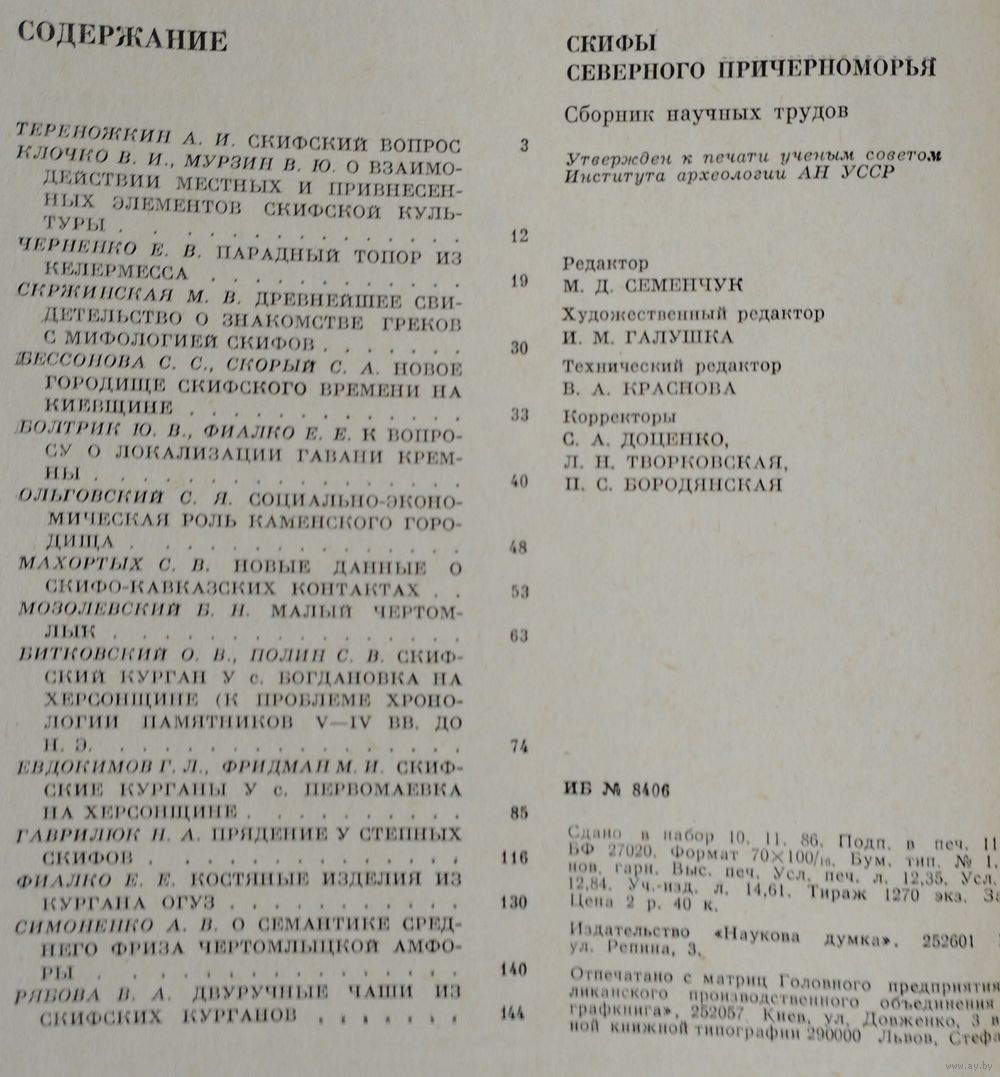 СОДЕРЖАНИЕ
ТЕРЕНОЖКИН А. И. СКИФСКИЙ ВОПРОС 3
КЛОЧКО В. И., МУРЗИН В. Ю. О ВЗАИМО-
ДЕЙСТВИИ МЕСТНЫХ И ПРИВНЕСЕН-
НЫХ ЭЛЕМЕНТОВ СКИФСКОЙ КУЛЬ-
ТУРЫ . . . . . . . . . . . . . 12
ЧЕРНЕНКО Е. В. ПАРАДНЫЙ ТОПОР ИЗ
КЕЛЕРМЕССА . . . . . . . . . . 19
СКРЖИНСКАЯ М. В. ДРЕВНЕЙШЕЕ СВИ-
ДЕТЕЛЬСТВО О ЗНАКОМСТВЕ ГРЕКОВ
С МИФОЛОГИЕЙ СКИФОВ . . . . . . 30
БЕССОНОВА С. С., СКОРЫЙ С. А. НОВОЕ
ГОРОДИЩЕ СКИФСКОГО ВРЕМЕНИ НА
КИЕВЩИНЕ . . . . . . . . . . . 33
БОЛТРИК Ю. В., ФИАЛКО Е. Е. К ВОПРО-
СУ О ЛОКАЛИЗАЦИИ ГАВАНИ КРЕМ-
НЫ . . . . . . . . . . . . . . 40
ОЛЬГОВСКИЙ С. Я. СОЦИАЛЬНО-ЭКОНО-
МИЧЕСКАЯ РОЛЬ КАМЕНСКОГО ГОРО-
ДИЩА . . . . . . . . . . . . . 48
МАХОРТЫХ С. В. НОВЫЕ ДАННЫЕ О
СКИФО-КАВКАЗСКИХ КОНТАКТАХ . . 53
МОЗОЛЕВСКИЙ Б. Н. МАЛЫЙ ЧЕРТОМ-
ЛЫК . . . . . . . . . . . . . 63
БИТКОВСКИЙ О. В., ПОЛИН С. В. СКИФ-
СКИЙ КУРГАН У с. БОГДАНОВКА НА
ХЕРСОНЩИНЕ (К ПРОБЛЕМЕ ХРОНО-
ЛОГИИ ПАМЯТНИКОВ V—IV ВВ. ДО
Н. Э. . . . . . . . . . . . . . 74
ЕВДОКИМОВ Г. Л., ФРИДМАН М. И. СКИФ-
СКИЕ КУРГАНЫ У с. ПЕРВОМАЕВКА
НА ХЕРСОНЩИНЕ . . . . . . . . . 85
ГАВРИЛЮК Н. А. ПРЯДЕНИЕ У СТЕПНЫХ
СКИФОВ . . . . . . . . . . . . 116
ФИАЛКО Е. Е. КОСТЯНЫЕ ИЗДЕЛИЯ ИЗ
КУРГАНА ОГУЗ . . . . . . . . . 130
СИМОНЕНКО А. В. О СЕМАНТИКЕ СРЕД-
НЕГО ФРИЗА ЧЕРТОМЛЫЦКОЙ АМФО-
РЫ . . . . . . . . . . . . . . 140
РЯБОВА В. А. ДВУРУЧНЫЕ ЧАШИ ИЗ
СКИФСКИХ КУРГАНОВ . . . . . . 144
СКИФЫ
СЕВЕРНОГО ПРИЧЕРНОМОРЬЯ
Сборник научных трудов
Утвержден к печати ученым советом
Института археологии АН УССР
Редактор
М. Д. СЕМЕНЧУК
Художественный редактор
И. М. ГАЛУШКА
Технический редактор
В. А. КРАСНОВА
Корректоры
С. А. ДОЦЕНКО,
Л. Н. ТВОРКОВСКАЯ,
П. С. БОРОДЯНСКАЯ
ИБ № 8406
Сдано в набор 10. 11. 86. Подп. в печ. 11
БФ 27020. Формат 70×100/16. Бум. тип. № 1.
нов. гарн. Выс. печ. Усл. печ. л. 12,35. Усл.
12,84. Уч.-изд. л. 14,61. Тираж 1270 экз. За
Цена 2 р. 40 к.
Издательство «Наукова думка». 252601
ул. Репина, 3.
Отпечатано с матриц Головного предприятия
ликанского производственного объединения
графкнига», 252057 Киев, ул. Довженко, 3 в
ной книжной типографии 290000 Львов, Стефа
www.ay.by